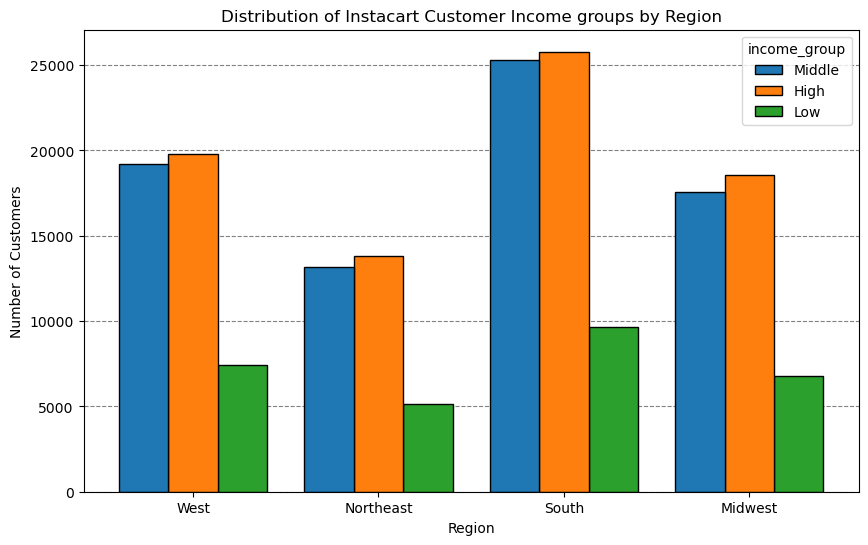 Distribution of Instacart Customer Income groups by Region
income_group
Middle
High
Low
Number of Customers
25000
20000
15000
10000
5000
0
West
Northeast
South
Midwest
Region